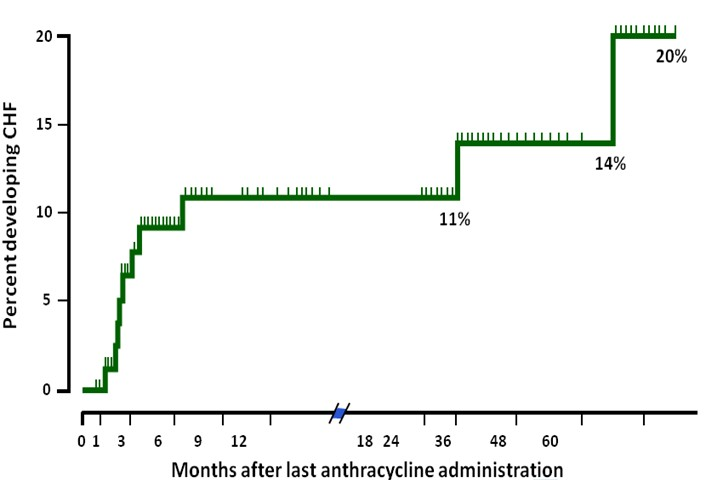 Percent developing CHF
20
15
10
5
0
20%
14%
11%
0 1 3 6 9 12 18 24 36 48 60
Months after last anthracycline administration